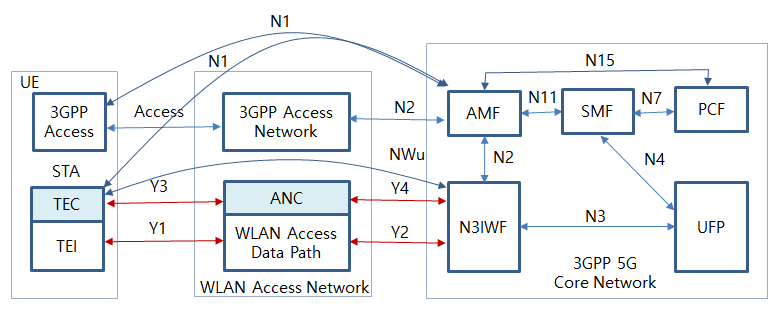 N1
N1
N15
UE
3GPP
Access
Access
3GPP Access
Network
N2
AMF
N11
SMF
N7
PCF
STA
NWu
N2
N4
TEC
Y3
ANC
Y4
TEI
Y1
WLAN Access
Data Path
Y2
N3IWF
N3
UFP
WLAN Access Network
3GPP 5G
Core Network